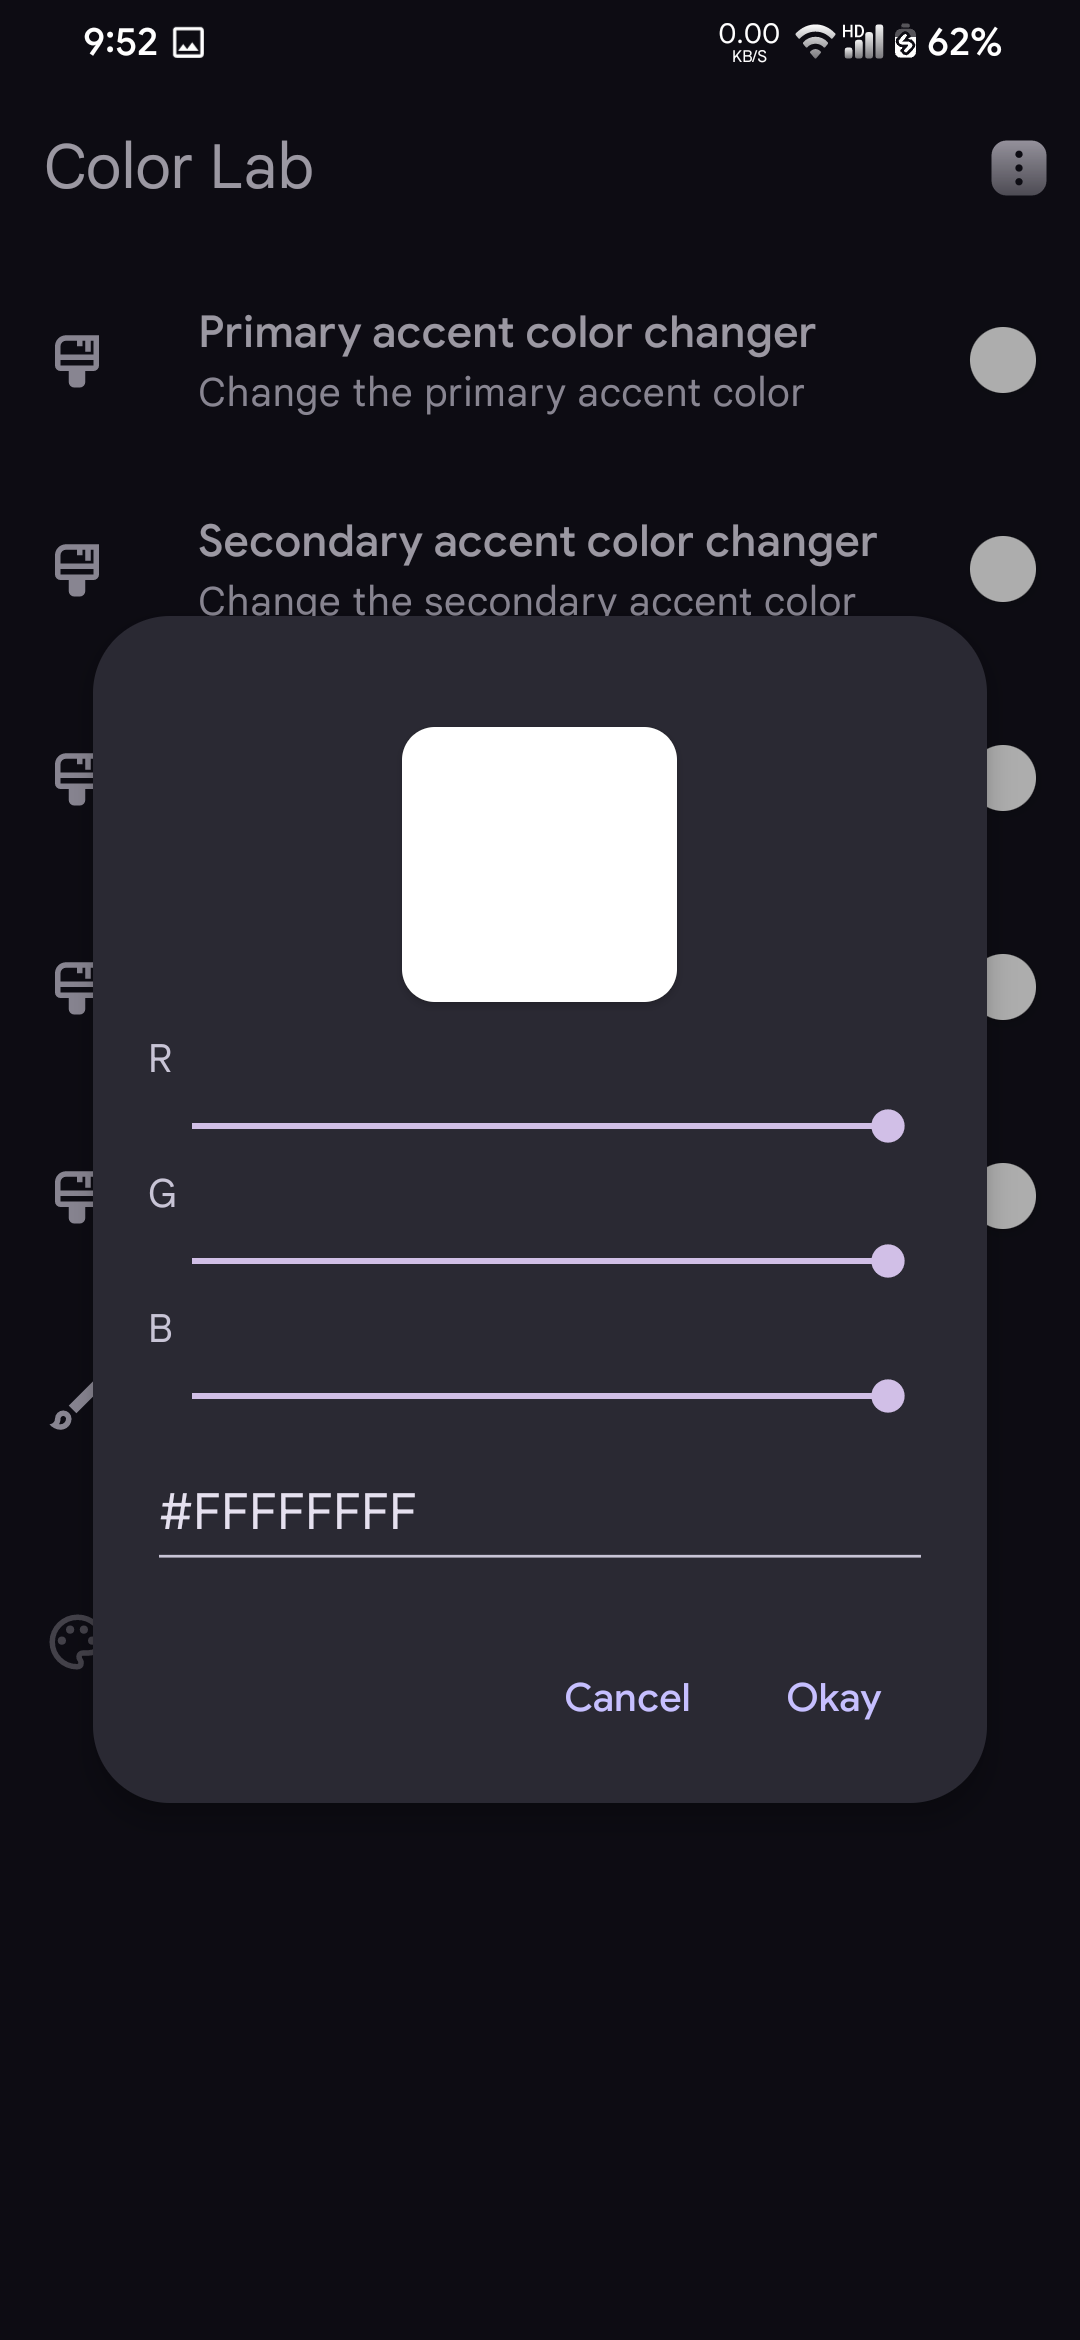 9:52
0.00
KB/S
HD
62%
Color Lab
Primary accent color changer
Change the primary accent color
Secondary accent color changer
Change the secondary accent color
R
G
B
#FFFFFFFF
Cancel
Okay